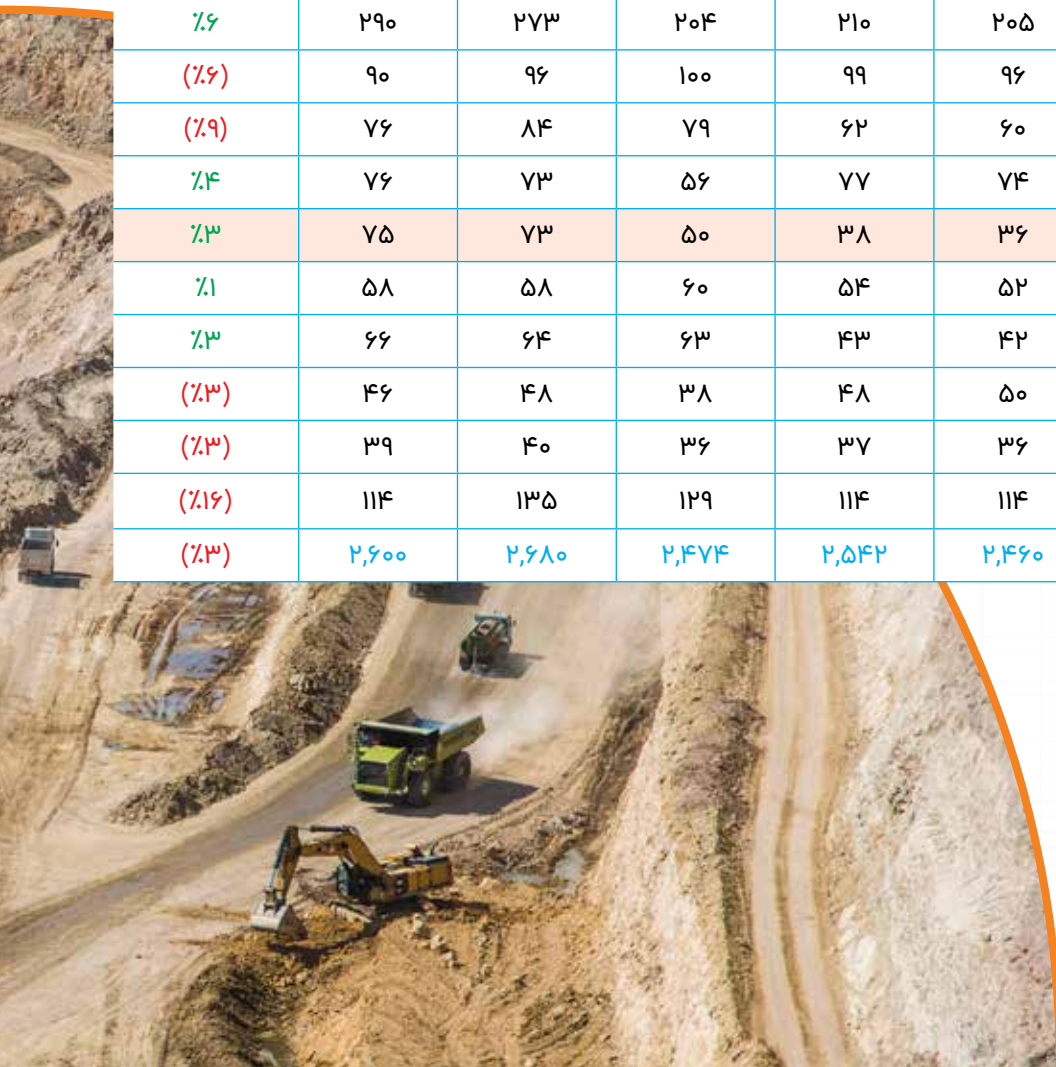 ۲۰۵ ۲۱۰ ۲۰۴ ۲۷۳ ۲۹۰ ٪۶
۹۶ ۹۹ ۱۰۰ ۹۶ ۹۰ (٪۶)
۶۰ ۶۲ ۷۹ ۸۴ ۷۶ (٪۹)
۷۴ ۷۷ ۵۶ ۷۳ ۷۶ ٪۴
۳۶ ۳۸ ۵۰ ۷۳ ۷۵ ٪۳
۵۲ ۵۴ ۶۰ ۵۸ ۵۸ ٪۱
۴۲ ۴۳ ۶۳ ۶۴ ۶۶ ٪۳
۵۰ ۴۸ ۳۸ ۴۸ ۴۶ (٪۳)
۳۶ ۳۷ ۳۶ ۴۰ ۳۹ (٪۳)
۱۱۴ ۱۱۴ ۱۲۹ ۱۳۵ ۱۱۴ (٪۱۶)
۲,۴۶۰ ۲,۵۴۲ ۲,۴۷۴ ۲,۶۸۰ ۲,۶۰۰ (٪۳)